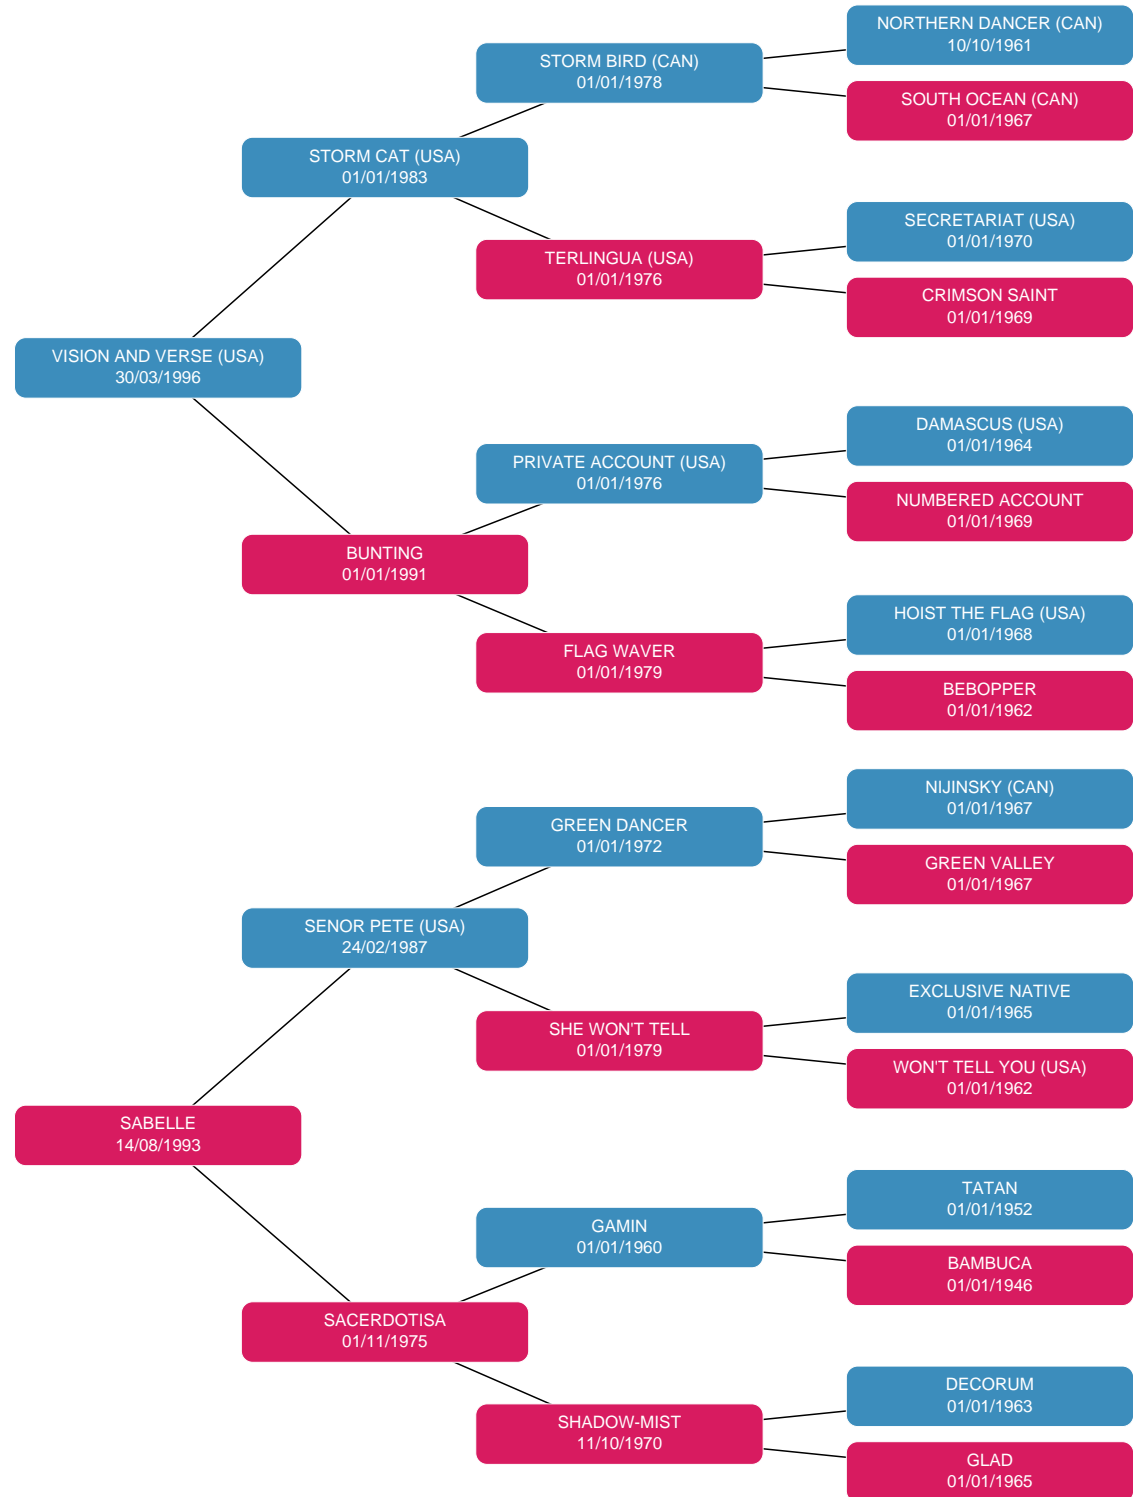 NORTHERN DANCER (CAN)
10/10/1961
STORM BIRD (CAN)
01/01/1978
SOUTH OCEAN (CAN)
01/01/1967
STORM CAT (USA)
01/01/1983
SECRETARIAT (USA)
01/01/1970
TERLINGUA (USA)
01/01/1976
CRIMSON SAINT
01/01/1969
VISION AND VERSE (USA)
30/03/1996
DAMASCUS (USA)
01/01/1964
PRIVATE ACCOUNT (USA)
01/01/1976
NUMBERED ACCOUNT
01/01/1969
BUNTING
01/01/1991
HOIST THE FLAG (USA)
01/01/1968
FLAG WAVER
01/01/1979
BEBOPPER
01/01/1962
NIJINSKY (CAN)
01/01/1967
GREEN DANCER
01/01/1972
GREEN VALLEY
01/01/1967
SENOR PETE (USA)
24/02/1987
EXCLUSIVE NATIVE
01/01/1965
SHE WON'T TELL
01/01/1979
WON'T TELL YOU (USA)
01/01/1962
SABELLE
14/08/1993
TATAN
01/01/1952
GAMIN
01/01/1960
BAMBUCA
01/01/1946
SACERDOTISA
01/11/1975
DECORUM
01/01/1963
SHADOW-MIST
11/10/1970
GLAD
01/01/1965